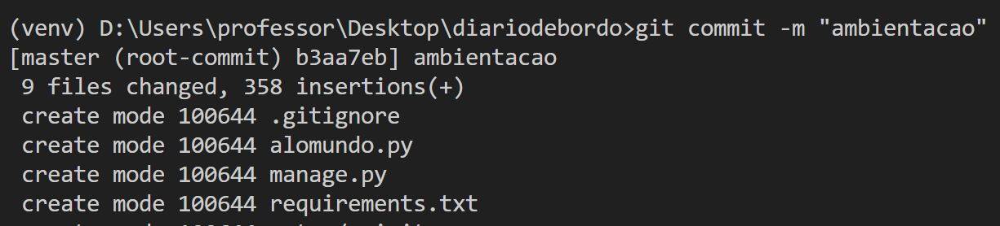 (venv) D:\Users\professor\Desktop\diariodebordo>git commit -m "ambientacao"
[master (root-commit) b3aa7eb] ambientacao
 9 files changed, 358 insertions(+)
 create mode 100644 .gitignore
 create mode 100644 alomundo.py
 create mode 100644 manage.py
 create mode 100644 requirements.txt